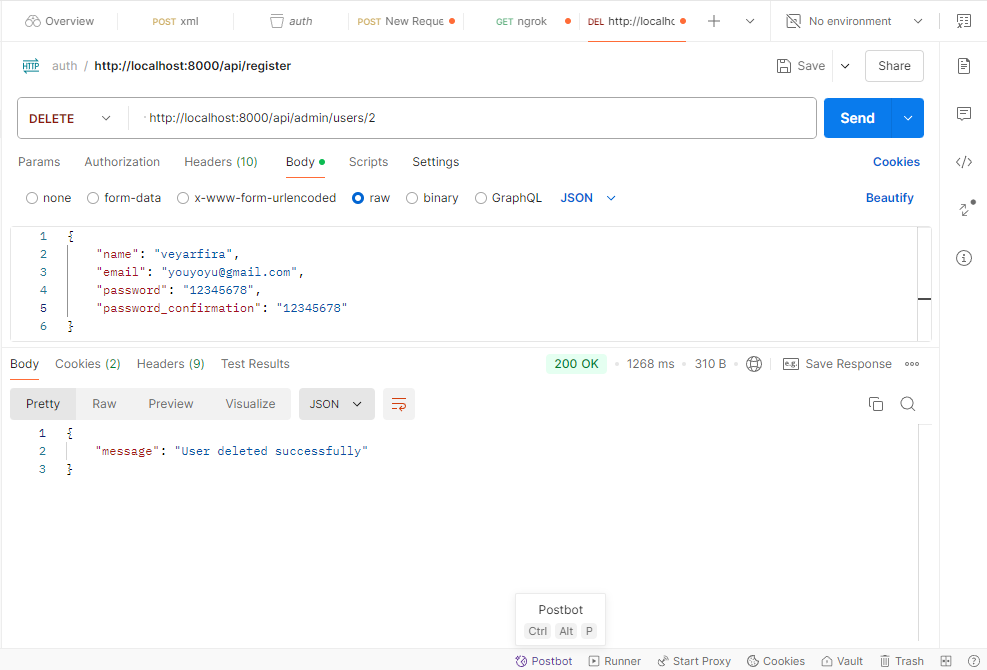 Overview
POST xml
auth
POST New Reque
GET ngrok
DEL http://localhc
No environment
HTTP auth / http://localhost:8000/api/register
Save
Share
DELETE
http://localhost:8000/api/admin/users/2
Send
Params
Authorization
Headers (10)
Body
Scripts
Settings
Cookies
none
form-data
x-www-form-urlencoded
raw
binary
GraphQL
JSON
Beautify
1 {
2 "name": "veyarfira",
3 "email": "youyoyu@gmail.com",
4 "password": "12345678",
5 "password_confirmation": "12345678"
6 }
Body
Cookies (2)
Headers (9)
Test Results
200 OK
1268 ms
310 B
e.g. Save Response
Pretty
Raw
Preview
Visualize
JSON
1 {
2 "message": "User deleted successfully"
3 }
Postbot
Ctrl Alt P
Postbot
Runner
Start Proxy
Cookies
Vault
Trash